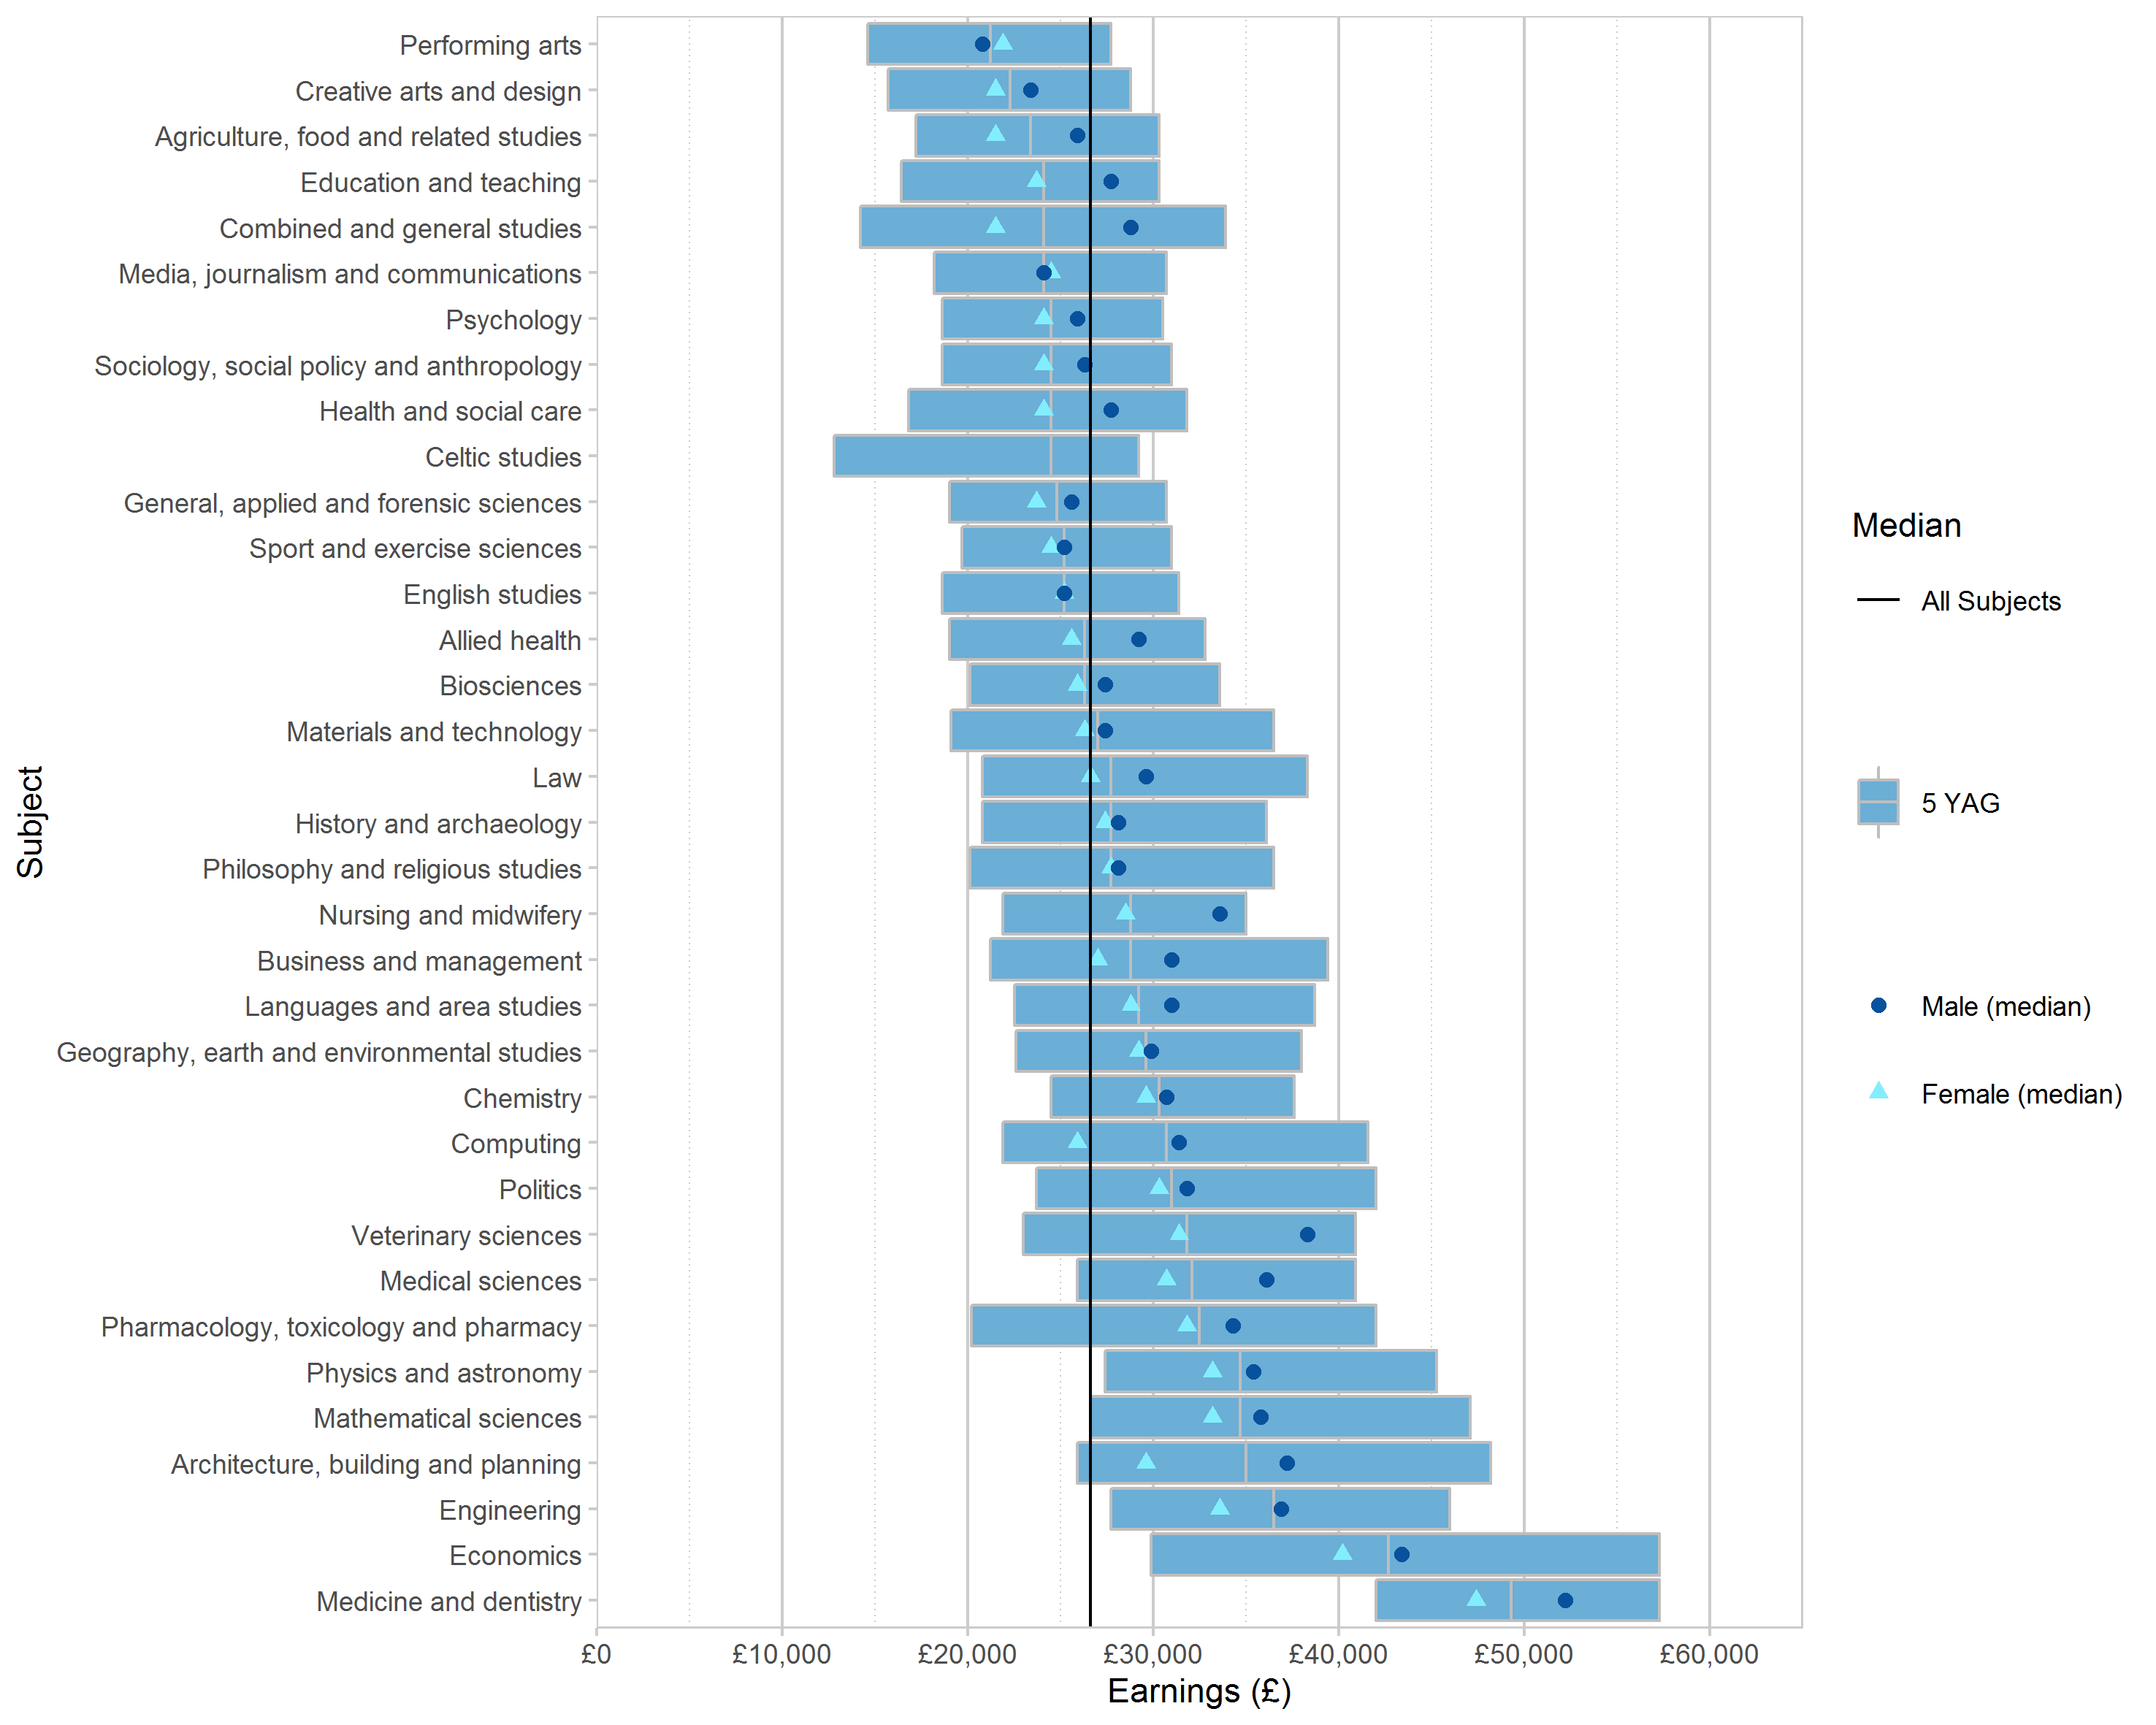 Performing arts
Creative arts and design
Agriculture, food and related studies
Education and teaching
Combined and general studies
Media, journalism and communications
Psychology
Sociology, social policy and anthropology
Health and social care
Celtic studies
General, applied and forensic sciences
Sport and exercise sciences
English studies
Allied health
Biosciences
Materials and technology
Law
History and archaeology
Philosophy and religious studies
Nursing and midwifery
Business and management
Languages and area studies
Geography, earth and environmental studies
Chemistry
Computing
Politics
Veterinary sciences
Medical sciences
Pharmacology, toxicology and pharmacy
Physics and astronomy
Mathematical sciences
Architecture, building and planning
Engineering
Economics
Medicine and dentistry
Subject
£0 £10,000 £20,000 £30,000 £40,000 £50,000 £60,000
Earnings (£)
Median
All Subjects
5 YAG
Male (median)
Female (median)